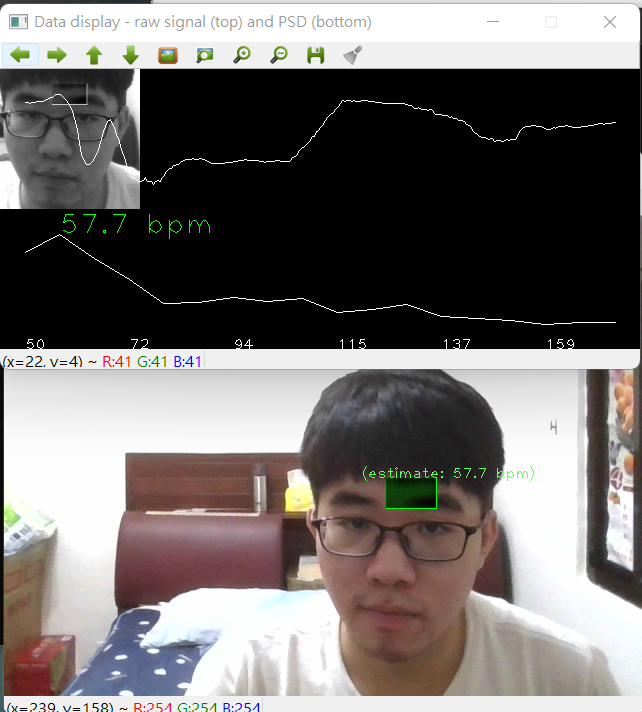 Data display - raw signal (top) and PSD (bottom)
57.7 bpm
50 72 94 115 137 159
(x=22, y=4) ~ R:41 G:41 B:41
(estimate: 57.7 bpm)
(x=239, y=158) ~ R:254 G:254 B:254